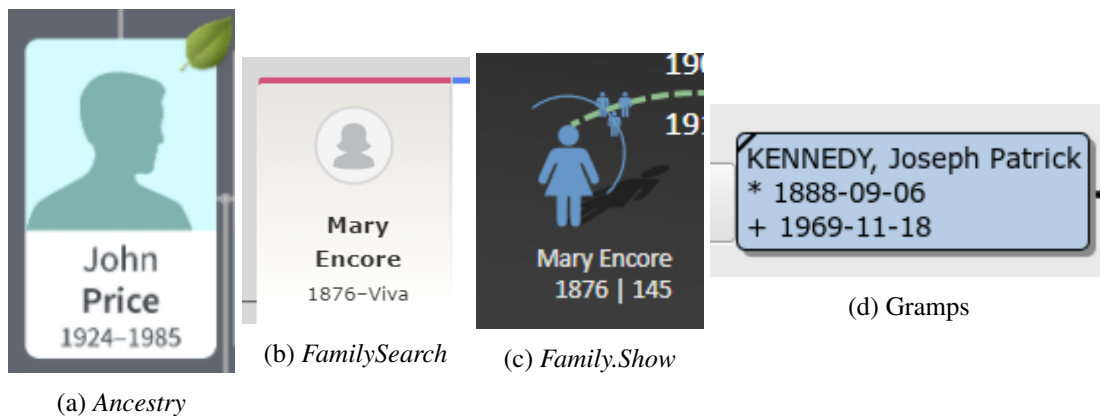 John
Price
1924–1985
(a) Ancestry
Mary
Encore
1876–Viva
(b) FamilySearch
Mary Encore
1876 | 145
(c) Family.Show
KENNEDY, Joseph Patrick
* 1888-09-06
+ 1969-11-18
(d) Gramps